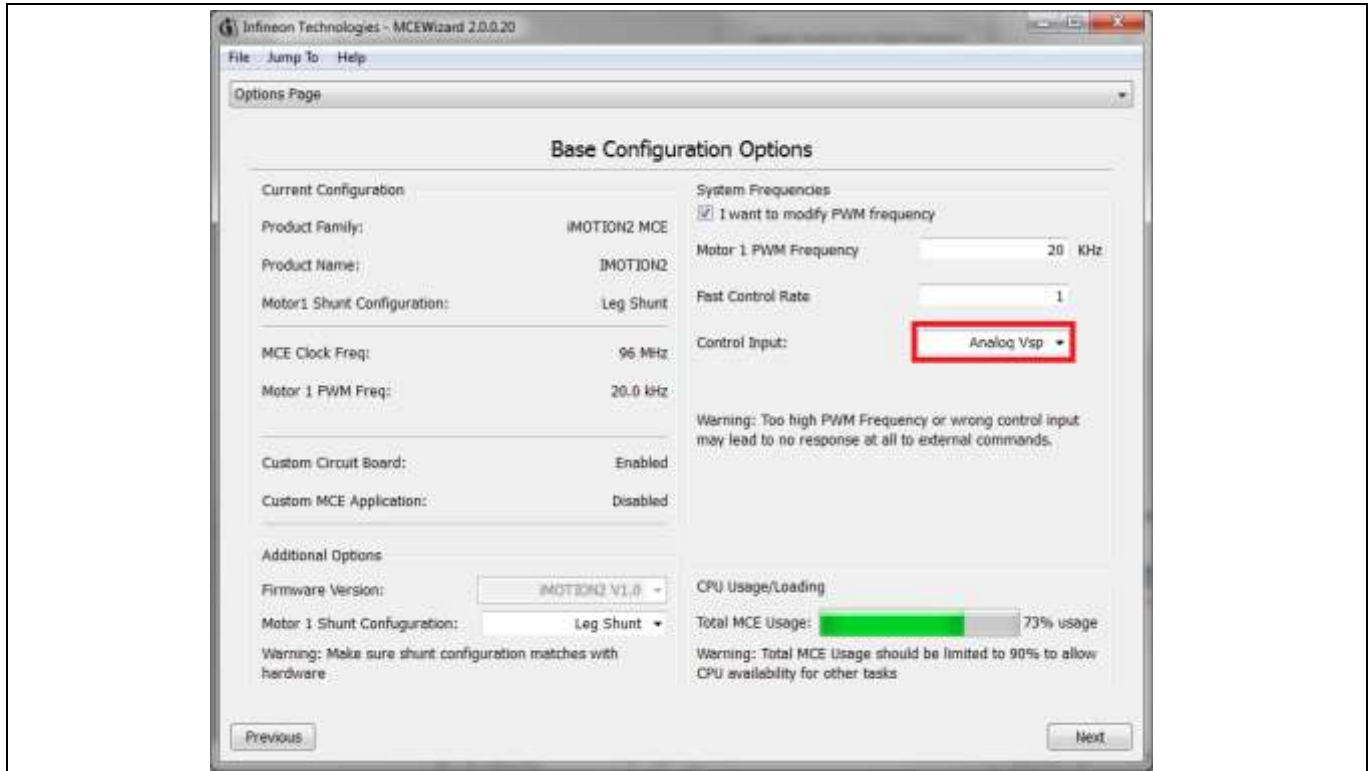 Infineon Technologies - MCEWizard 2.0.0.20
File Jump To Help
Options Page
Base Configuration Options
Current Configuration
Product Family: iMOTION2 MCE
Product Name: IMOTION2
Motor1 Shunt Configuration: Leg Shunt
MCE Clock Freq: 96 MHz
Motor 1 PWM Freq: 20.0 kHz
Custom Circuit Board: Enabled
Custom MCE Application: Disabled
Additional Options
Firmware Version: iMOTION2 V1.0
Motor 1 Shunt Confuguration: Leg Shunt
Warning: Make sure shunt configuration matches with
hardware
System Frequencies
I want to modify PWM frequency
Motor 1 PWM Frequency 20 KHz
Fast Control Rate 1
Control Input: Analog Vsp
Warning: Too high PWM Frequency or wrong control input
may lead to no response at all to external commands.
CPU Usage/Loading
Total MCE Usage: 73% usage
Warning: Total MCE Usage should be limited to 90% to allow
CPU availability for other tasks
Previous
Next